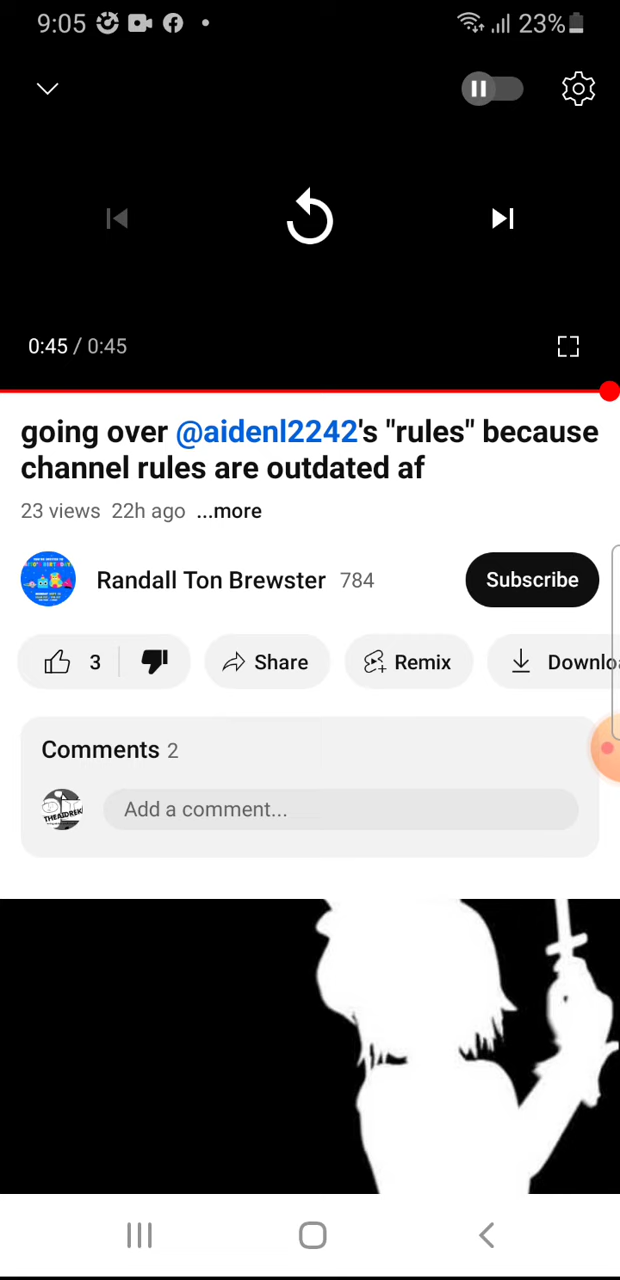 9:05
23%
0:45 / 0:45
going over @aidenl2242's "rules" because
channel rules are outdated af
23 views 22h ago ...more
Randall Ton Brewster 784
Subscribe
3
Share
Remix
Downlo
Comments 2
THEAIDREK
Add a comment...